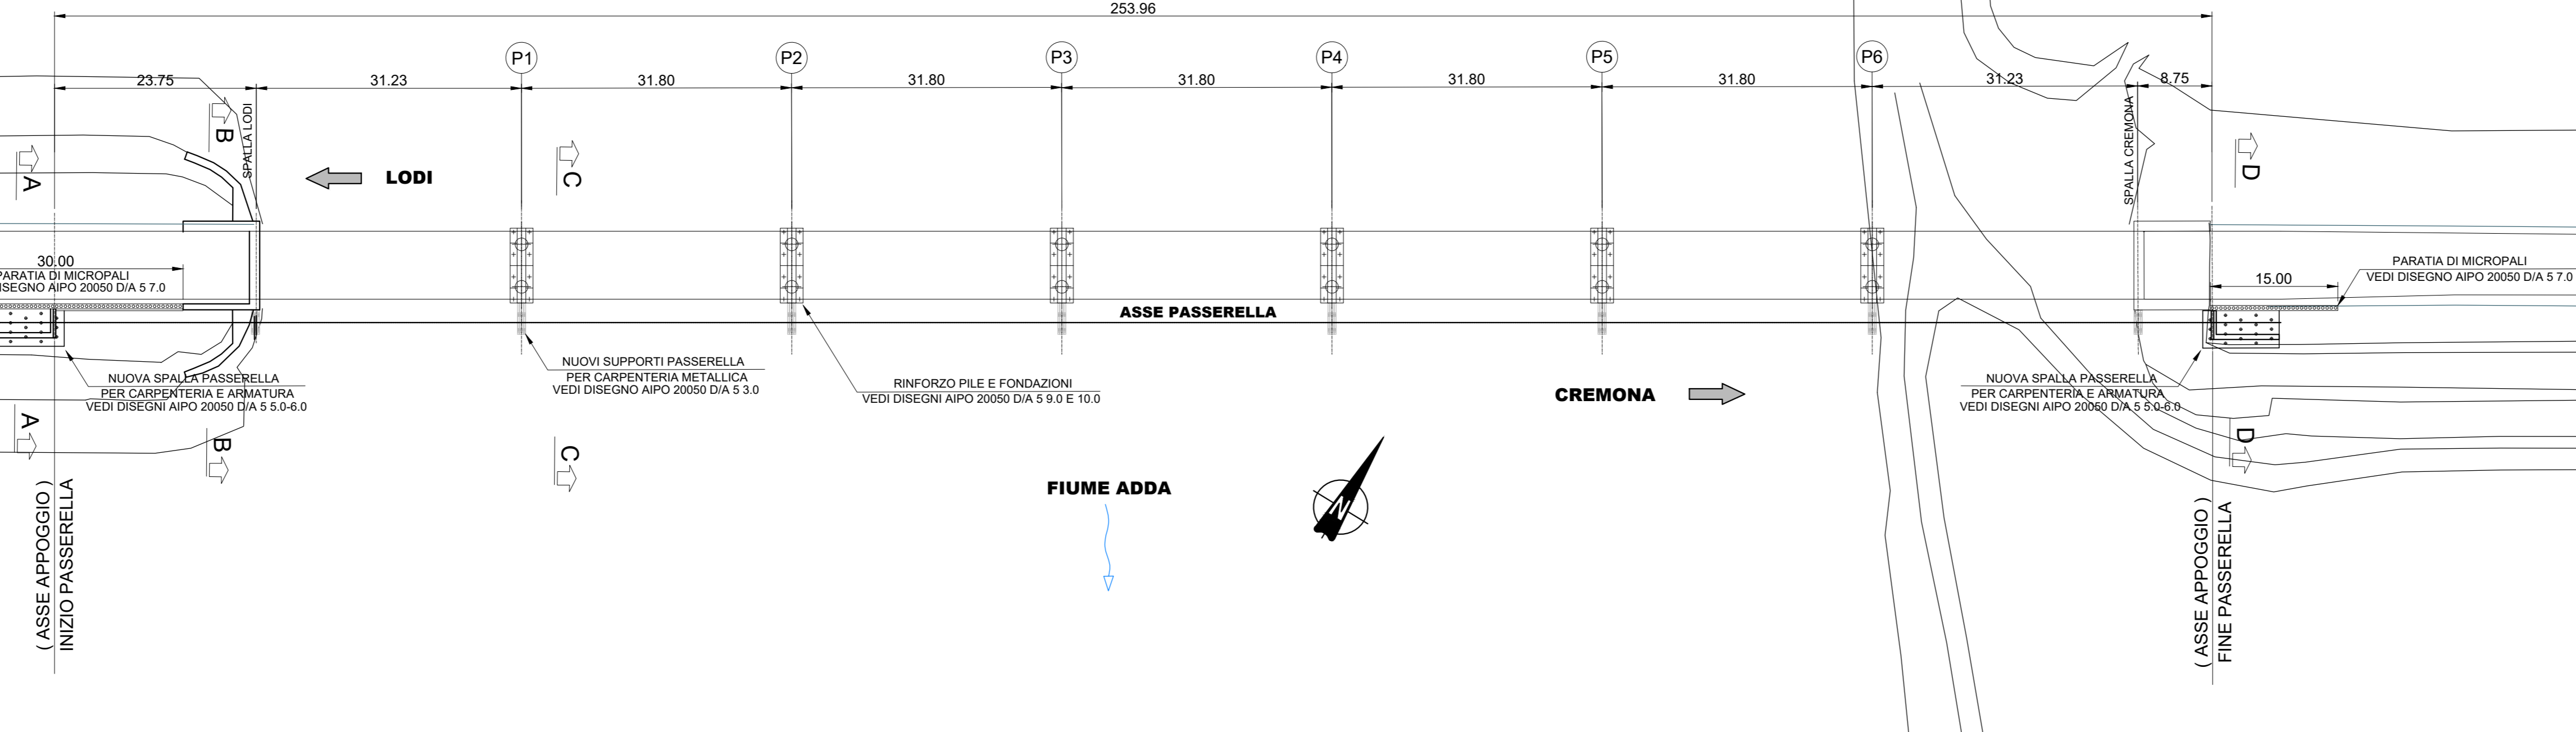 253.96
P1
P2
P3
P4
P5
P6
23.75
31.23
31.80
31.80
31.80
31.80
31.80
31.23
8.75
SPALLA LODI
SPALLA CREMONA
A
B
C
D
LODI
30.00
PARATIA DI MICROPALI
DISEGNO AIPO 20050 D/A 5 7.0
15.00
PARATIA DI MICROPALI
VEDI DISEGNO AIPO 20050 D/A 5 7.0
ASSE PASSERELLA
NUOVA SPALLA PASSERELLA
PER CARPENTERIA E ARMATURA
VEDI DISEGNI AIPO 20050 D/A 5 5.0-6.0
NUOVI SUPPORTI PASSERELLA
PER CARPENTERIA METALLICA
VEDI DISEGNO AIPO 20050 D/A 5 3.0
RINFORZO PILE E FONDAZIONI
VEDI DISEGNI AIPO 20050 D/A 5 9.0 E 10.0
CREMONA
NUOVA SPALLA PASSERELLA
PER CARPENTERIA E ARMATURA
VEDI DISEGNI AIPO 20050 D/A 5 5.0-6.0
A
B
C
D
FIUME ADDA
N
( ASSE APPOGGIO )
INIZIO PASSERELLA
( ASSE APPOGGIO )
FINE PASSERELLA